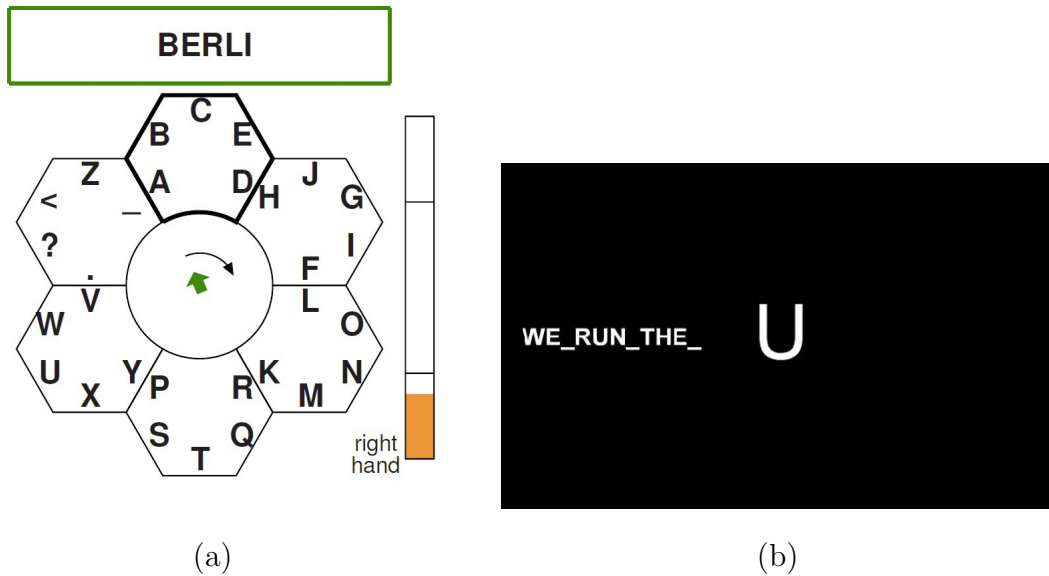 BERLI
C
B
E
A
D
Z
<
_
?
.
H
J
G
I
F
V
W
U
Y
X
L
O
K
N
M
P
R
S
Q
T
right
hand
WE_RUN_THE_
U
(a)
(b)